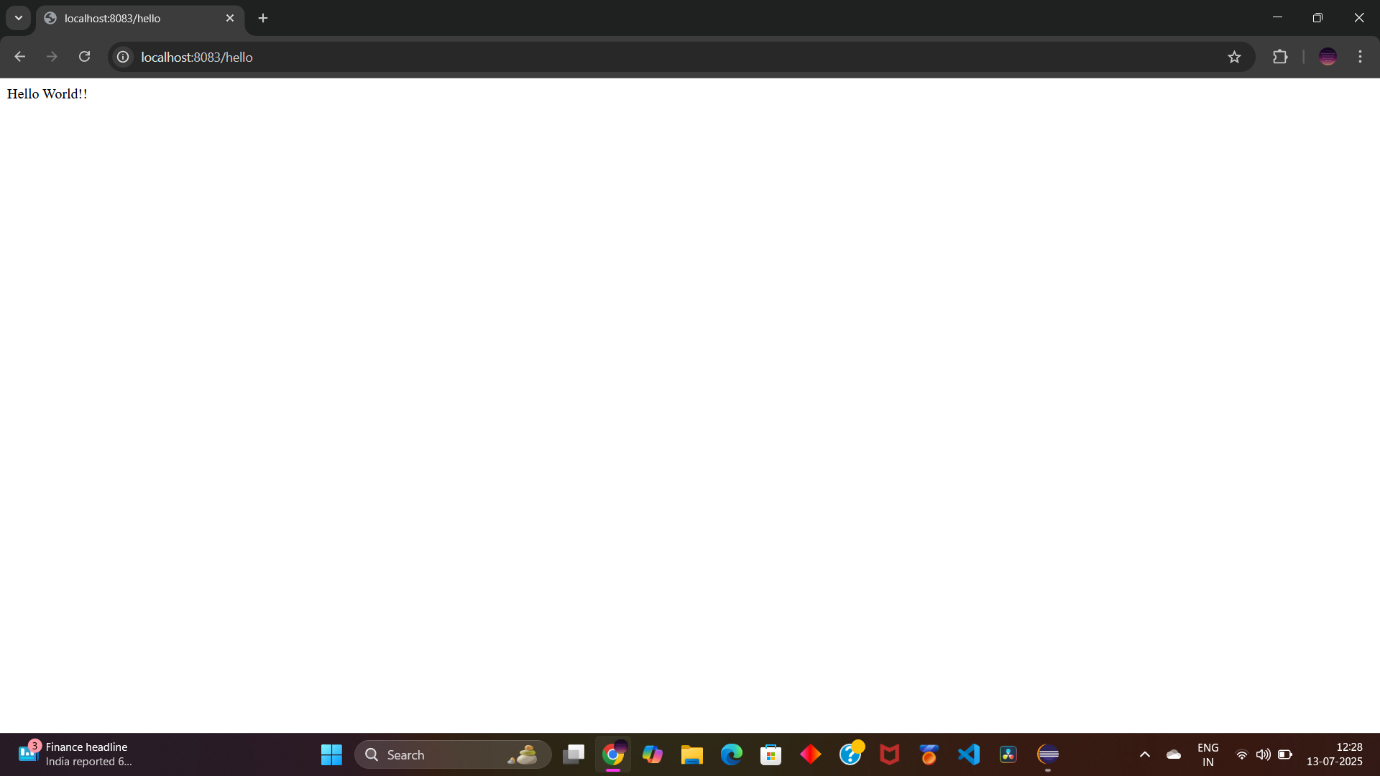 localhost:8083/hello
localhost:8083/hello
Hello World!!
3
Finance headline
India reported 6...
Search
ENG
IN
12:28
13-07-2025